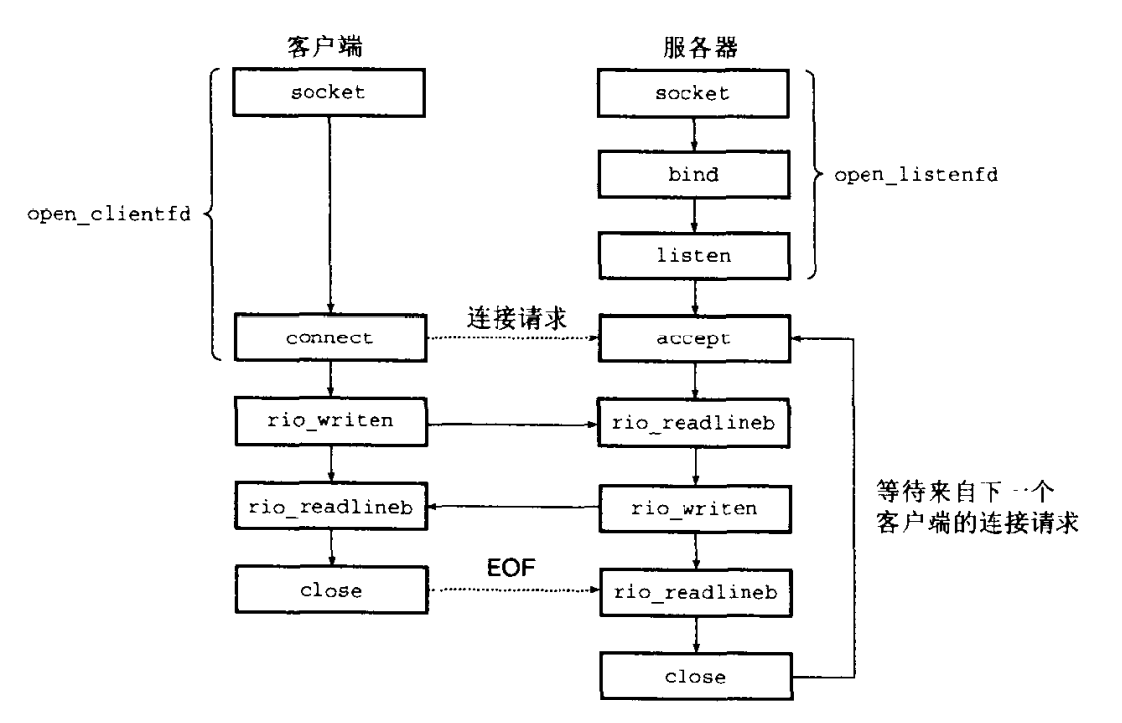 客户端
服务器
socket
socket
bind
open_listenfd
open_clientfd
listen
连接请求
connect
accept
rio_writen
rio_readlineb
rio_readlineb
rio_writen
等待来自下一个
客户端的连接请求
EOF
close
rio_readlineb
close